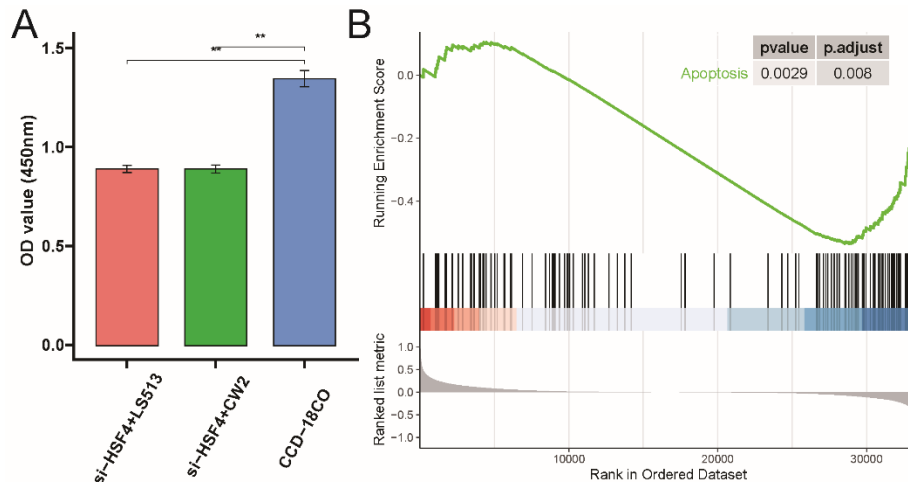 A
OD value (450nm)
1.5
1.0
0.5
0.0
**
**
si-HSF4+LS513
si-HSF4+CW2
CCD-18CO
B
pvalue p.adjust
Apoptosis 0.0029 0.008
Running Enrichment Score
0.0
-0.2
-0.4
Ranked list metric
1.0
0.5
0.0
-0.5
-1.0
10000 20000 30000
Rank in Ordered Dataset